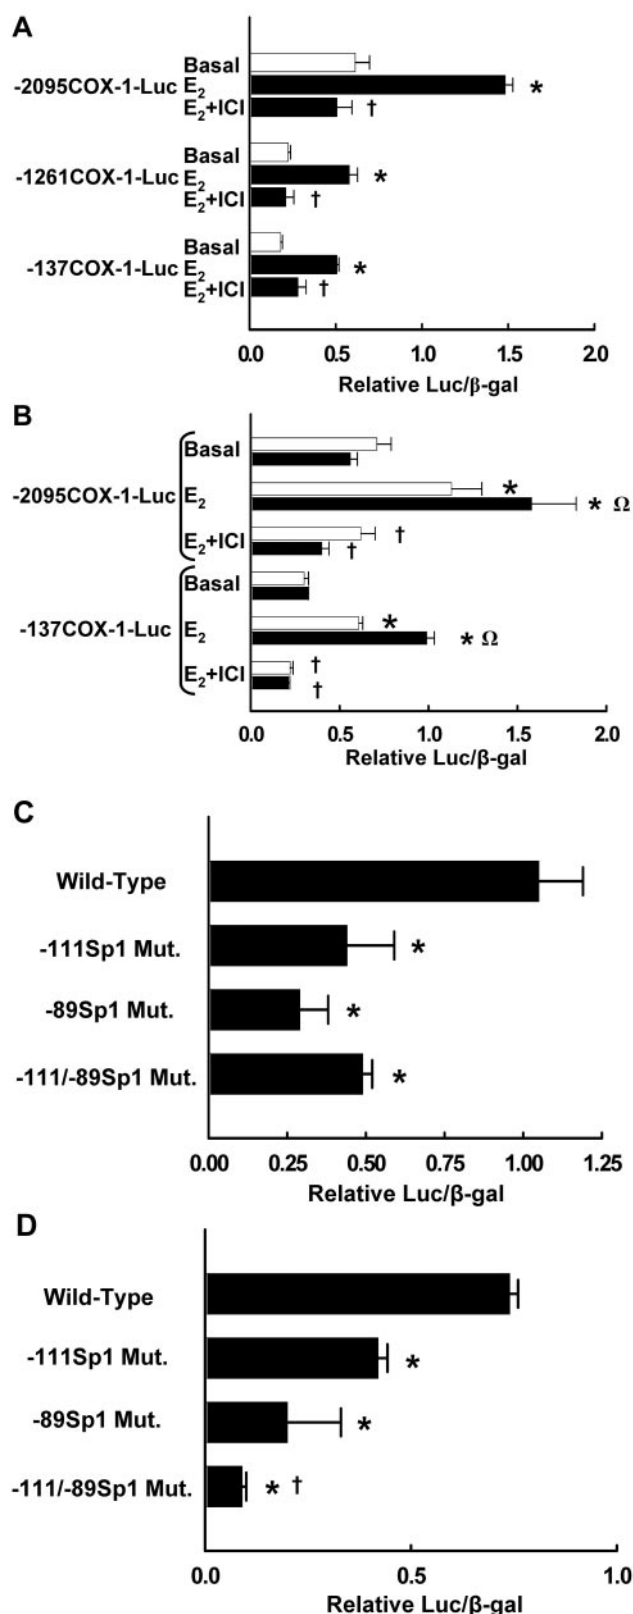 A
Basal
-2095COX-1-Luc E₂ *
E₂+ICI †
Basal
-1261COX-1-Luc E₂ *
E₂+ICI †
Basal
-137COX-1-Luc E₂ *
E₂+ICI †
0.0 0.5 1.0 1.5 2.0
Relative Luc/β-gal
B
Basal
-2095COX-1-Luc E₂ *
* Ω
E₂+ICI †
†
Basal
-137COX-1-Luc E₂ *
* Ω
E₂+ICI †
†
0.0 0.5 1.0 1.5 2.0
Relative Luc/β-gal
C
Wild-Type
-111Sp1 Mut. *
-89Sp1 Mut. *
-111/-89Sp1 Mut. *
0.00 0.25 0.50 0.75 1.00 1.25
Relative Luc/β-gal
D
Wild-Type
-111Sp1 Mut. *
-89Sp1 Mut. *
-111/-89Sp1 Mut. * †
0.0 0.5 1.0
Relative Luc/β-gal